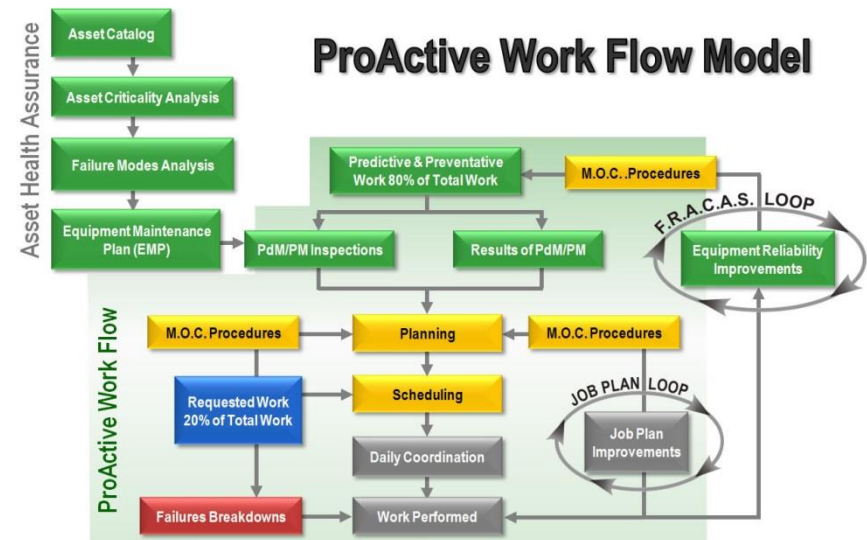 ProActive Work Flow Model
Asset Health Assurance
Asset Catalog
Asset Criticality Analysis
Failure Modes Analysis
Equipment Maintenance
Plan (EMP)
Predictive & Preventative
Work 80% of Total Work
M.O.C. .Procedures
F.R.A.C.A.S. LOOP
Equipment Reliability
Improvements
PdM/PM Inspections
Results of PdM/PM
ProActive Work Flow
M.O.C. Procedures
Planning
M.O.C. Procedures
Requested Work
20% of Total Work
Scheduling
JOB PLAN LOOP
Job Plan
Improvements
Daily Coordination
Failures Breakdowns
Work Performed